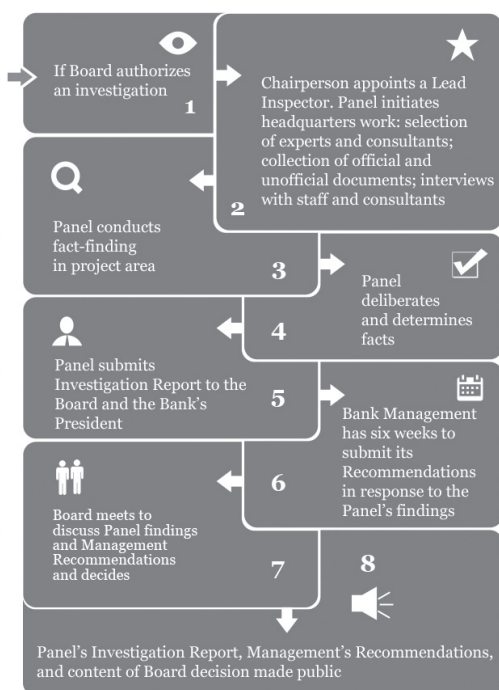 If Board authorizes
an investigation
1
Chairperson appoints a Lead
Inspector. Panel initiates
headquarters work: selection
of experts and consultants;
collection of official and
unofficial documents; interviews
with staff and consultants
2
Panel conducts
fact-finding
in project area
3
Panel
deliberates
and determines
facts
4
Panel submits
Investigation Report to the
Board and the Bank's
President
5
Bank Management
has six weeks to
submit its
Recommendations
in response to the
Panel's findings
6
Board meets to
discuss Panel findings
and Management
Recommendations
and decides
7
8
Panel's Investigation Report, Management's Recommendations,
and content of Board decision made public